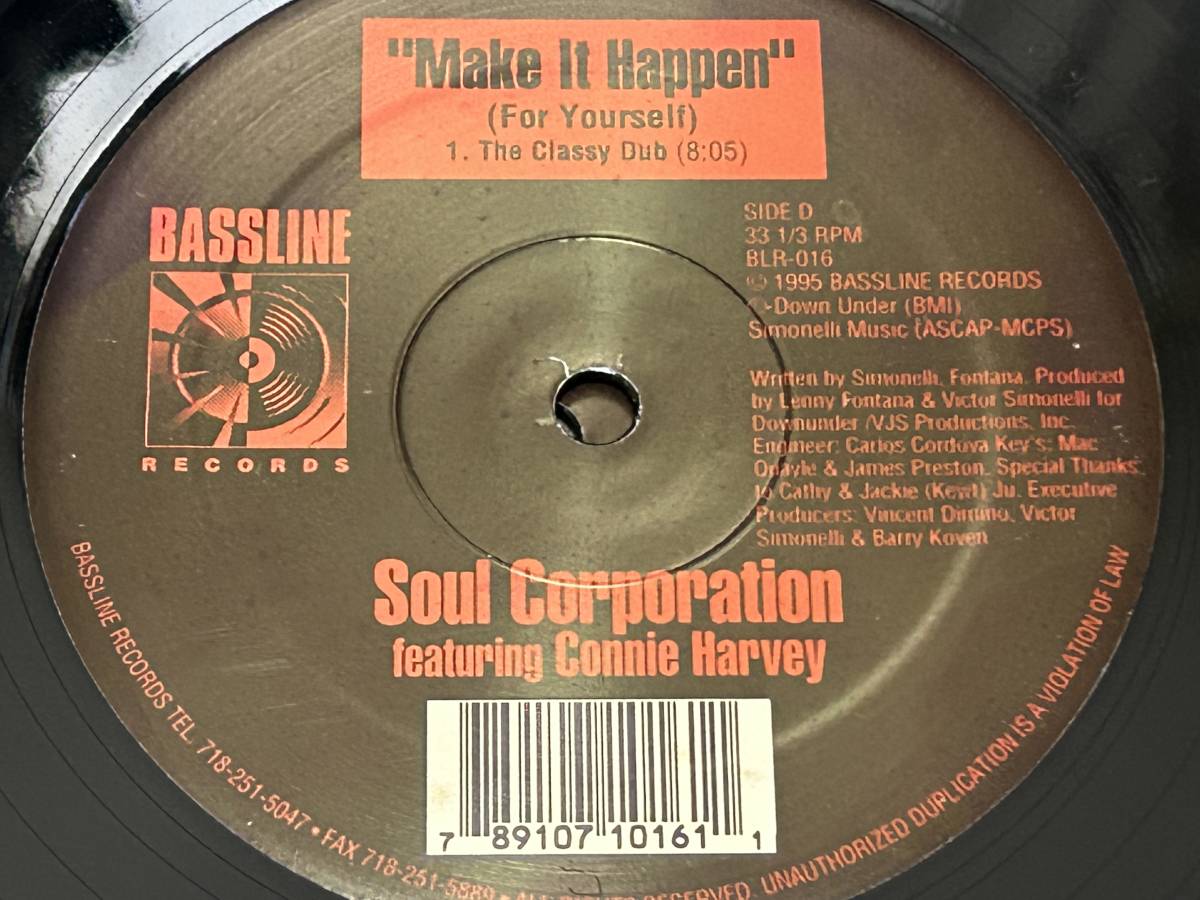 "Make It Happen"
(For Yourself)
1. The Classy Dub (8:05)
BASSLINE
RECORDS
SIDE D
33 1/3 RPM
BLR-016
© 1995 BASSLINE RECORDS
-Down Under (BMI)
Simonelli Music (ASCAP-MCPS)
Written by Simonelli, Fontana. Produced
by Lenny Fontana & Victor Simonelli for
Downunder /VJS Productions, Inc.
Engineer: Carlos Cordova Key's: Mac
Quayle & James Preston. Special Thanks
to Cathy & Jackie Ju. Executive
Producers: Vincent Victor
Simonelli & Barry Koven
Soul Corporation
featuring Connie Harvey
7 89107 10161 1
BASSLINE RECORDS TEL. 718-251-5047 • FAX 718-251-5889 • ALL RIGHTS RESERVED. UNAUTHORIZED DUPLICATION IS A VIOLATION OF LAW